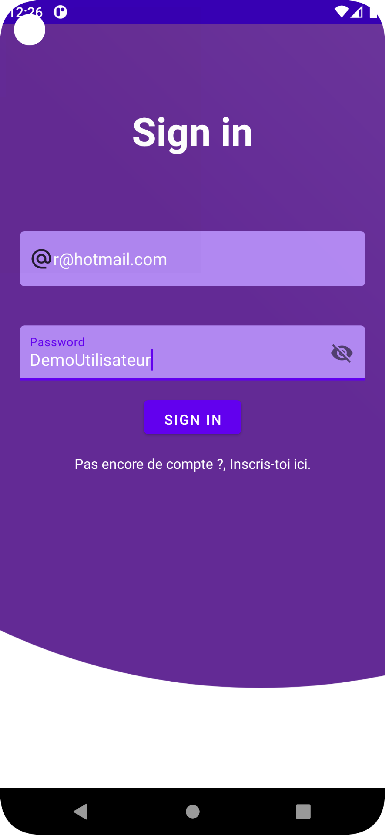 12:26
Sign in
@r@hotmail.com
Password
DemoUtilisateur
SIGN IN
Pas encore de compte ?, Inscris-toi ici.